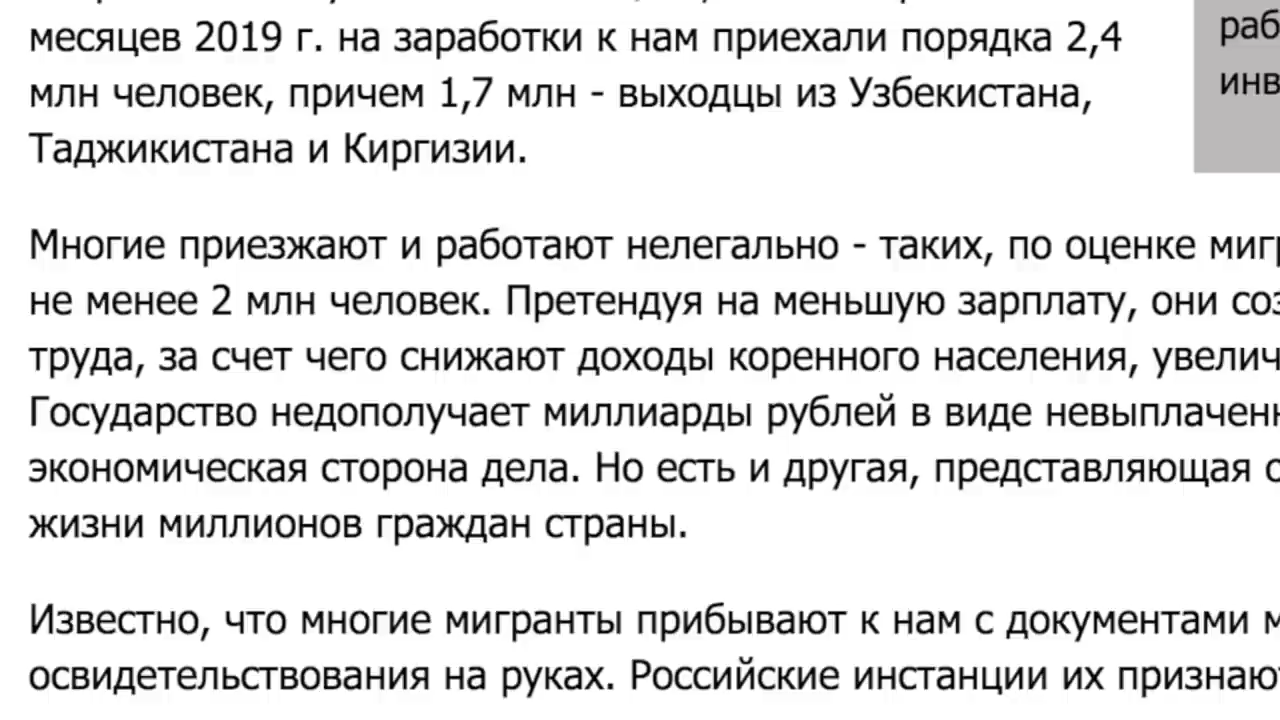 месяцев 2019 г. на заработки к нам приехали порядка 2,4
млн человек, причем 1,7 млн - выходцы из Узбекистана,
Таджикистана и Киргизии.
раб
инв
Многие приезжают и работают нелегально - таких, по оценке миг
не менее 2 млн человек. Претендуя на меньшую зарплату, они соз
труда, за счет чего снижают доходы коренного населения, увелич
Государство недополучает миллиарды рублей в виде невыплачен
экономическая сторона дела. Но есть и другая, представляющая о
жизни миллионов граждан страны.
Известно, что многие мигранты прибывают к нам с документами м
освидетельствования на руках. Российские инстанции их признаю